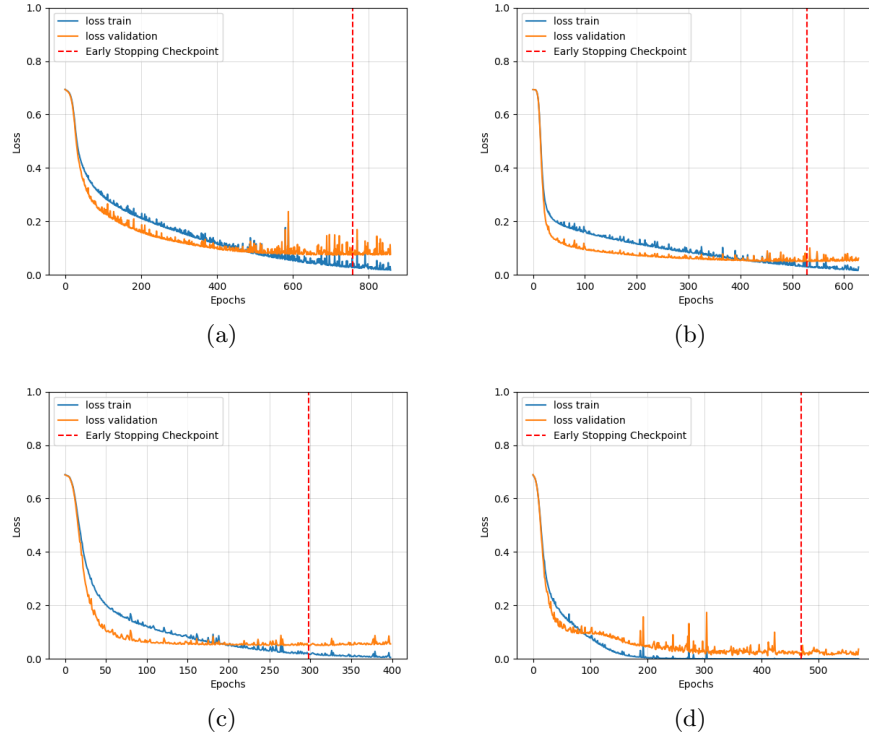 1.0
0.8
0.6
0.4
0.2
0.0
Loss
loss train
loss validation
Early Stopping Checkpoint
0 200 400 600 800
Epochs
(a)
1.0
0.8
0.6
0.4
0.2
0.0
Loss
loss train
loss validation
Early Stopping Checkpoint
0 100 200 300 400 500 600
Epochs
(b)
1.0
0.8
0.6
0.4
0.2
0.0
Loss
loss train
loss validation
Early Stopping Checkpoint
0 50 100 150 200 250 300 350 400
Epochs
(c)
1.0
0.8
0.6
0.4
0.2
0.0
Loss
loss train
loss validation
Early Stopping Checkpoint
0 100 200 300 400 500
Epochs
(d)